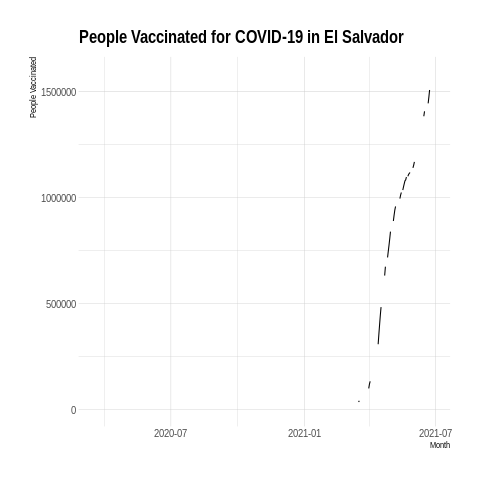 People Vaccinated for COVID-19 in El Salvador
People Vaccinated
1500000
1000000
500000
0
2020-07
2021-01
2021-07
Month